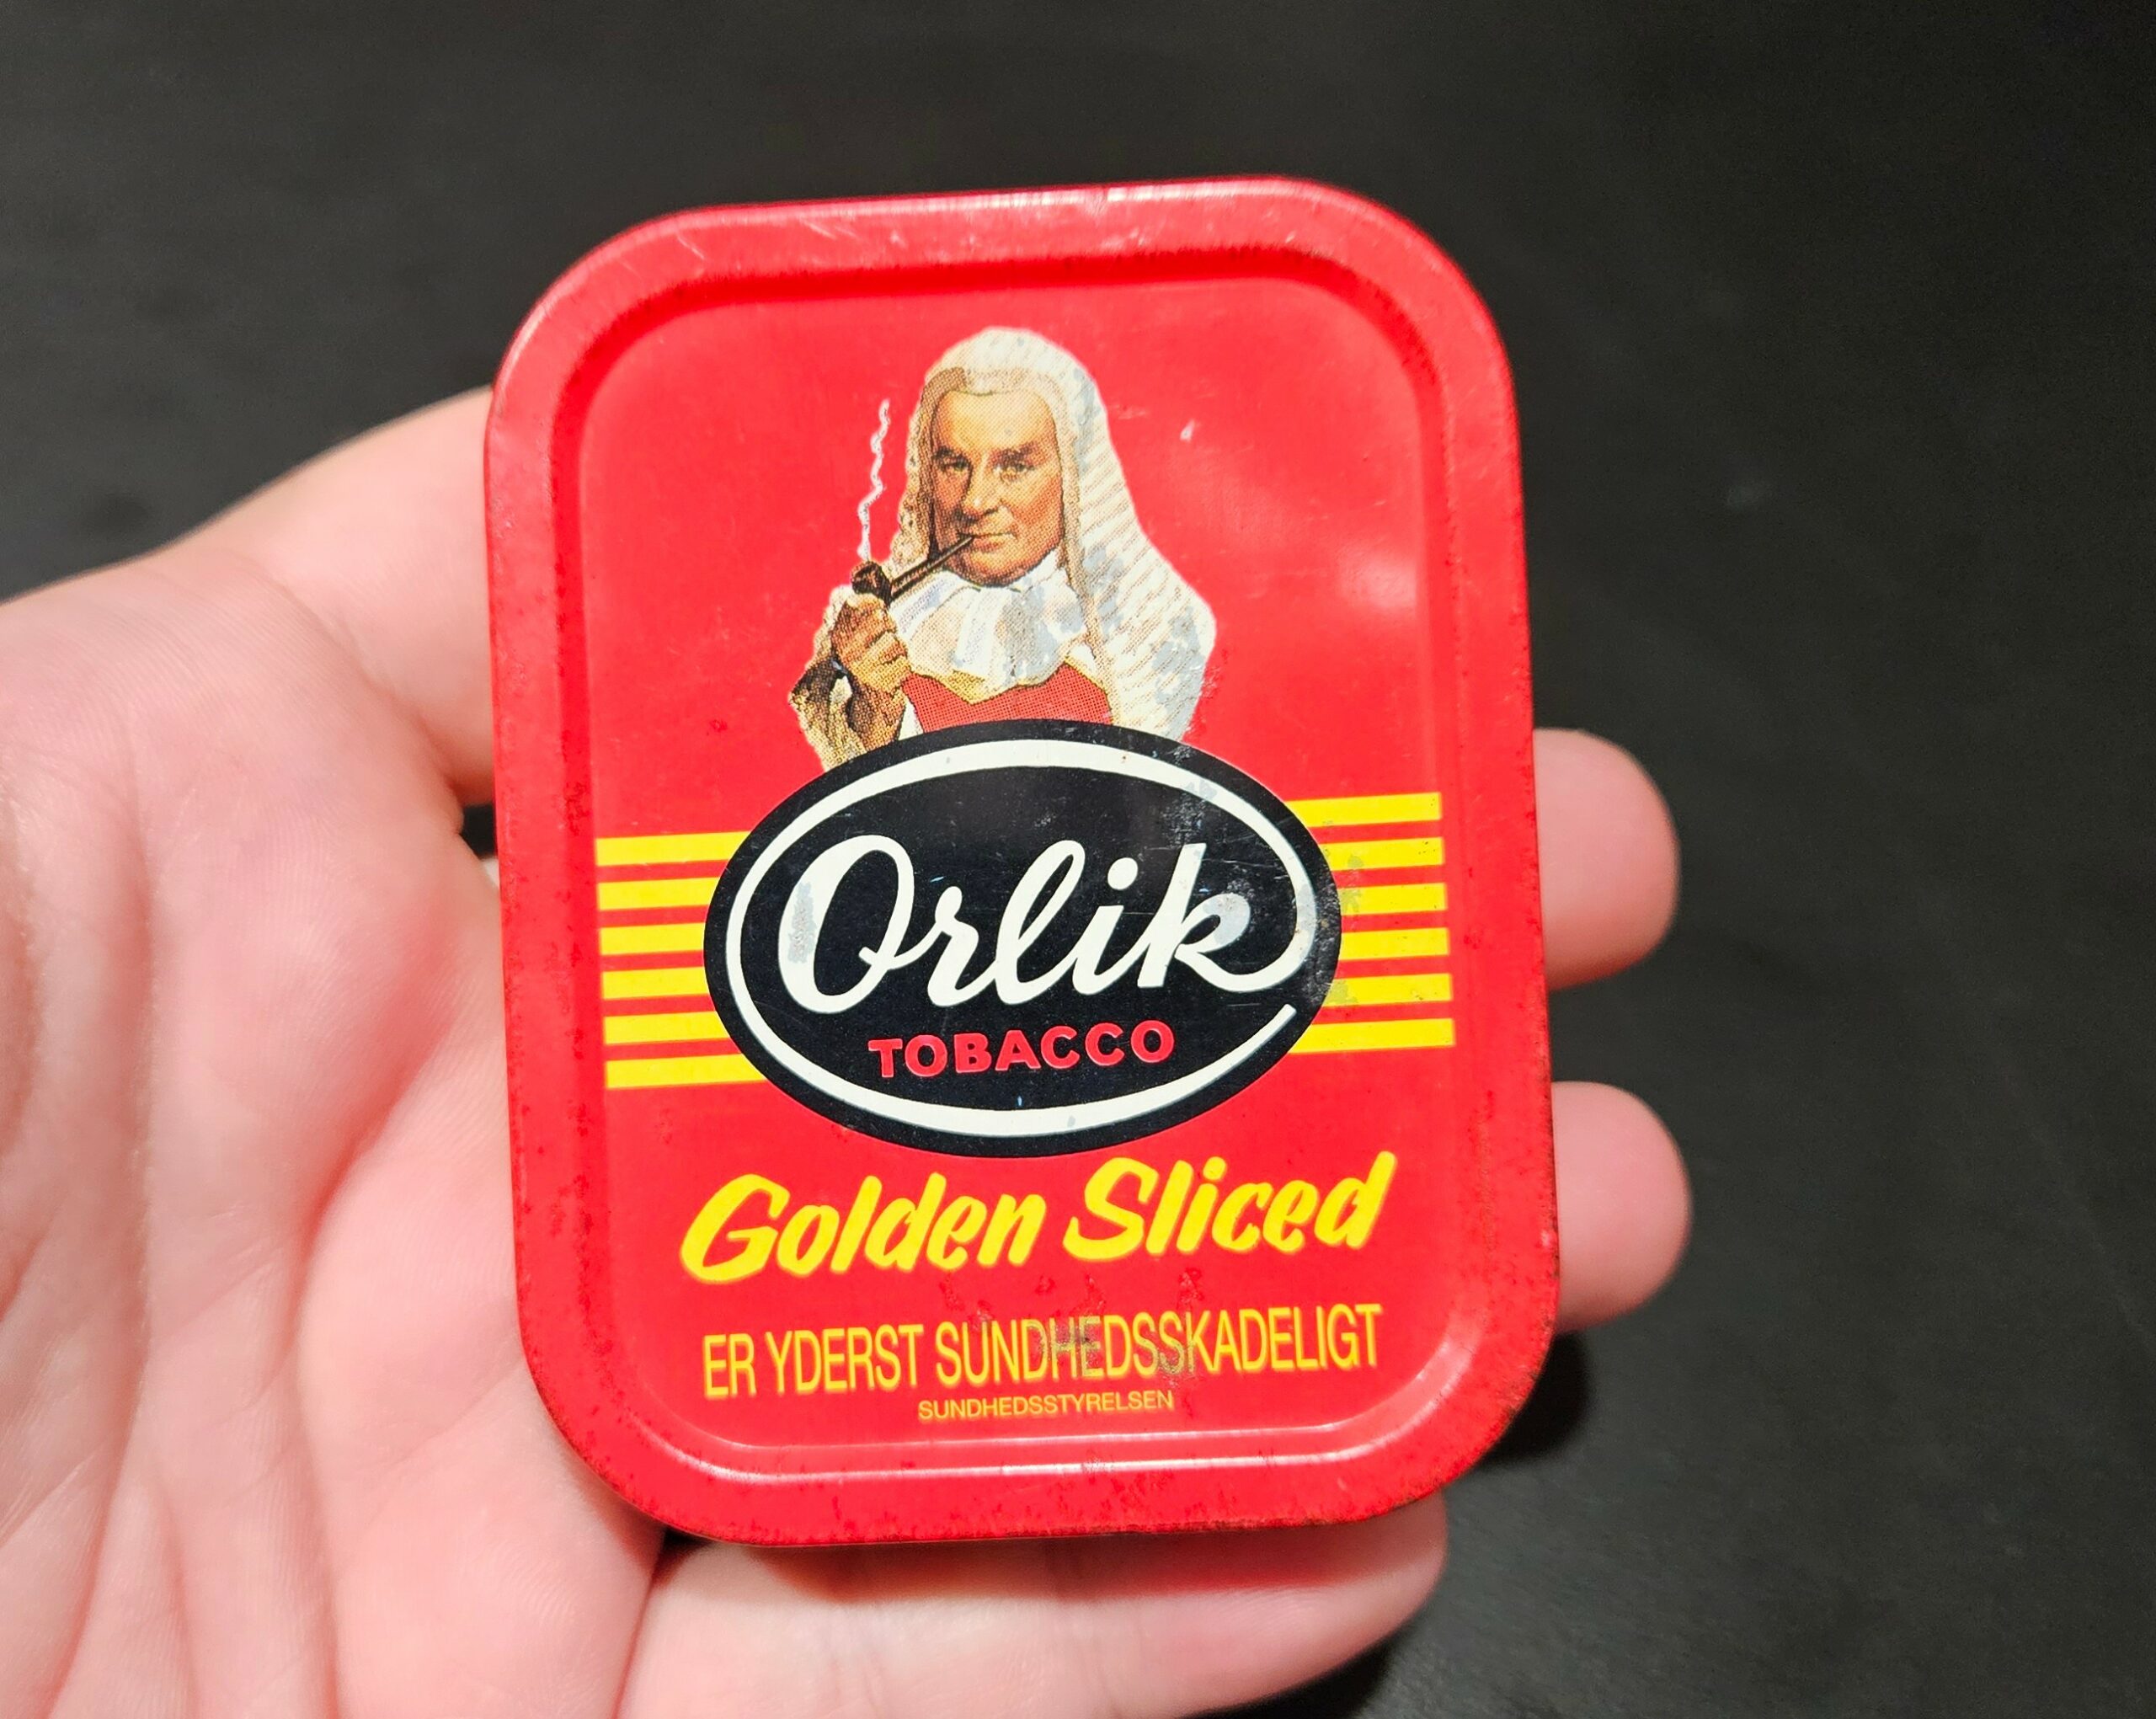 Orlik
TOBACCO
Golden Sliced
ER YDERST SUNDHEDSSKADELIGT
SUNDHEDSSTYRELSEN